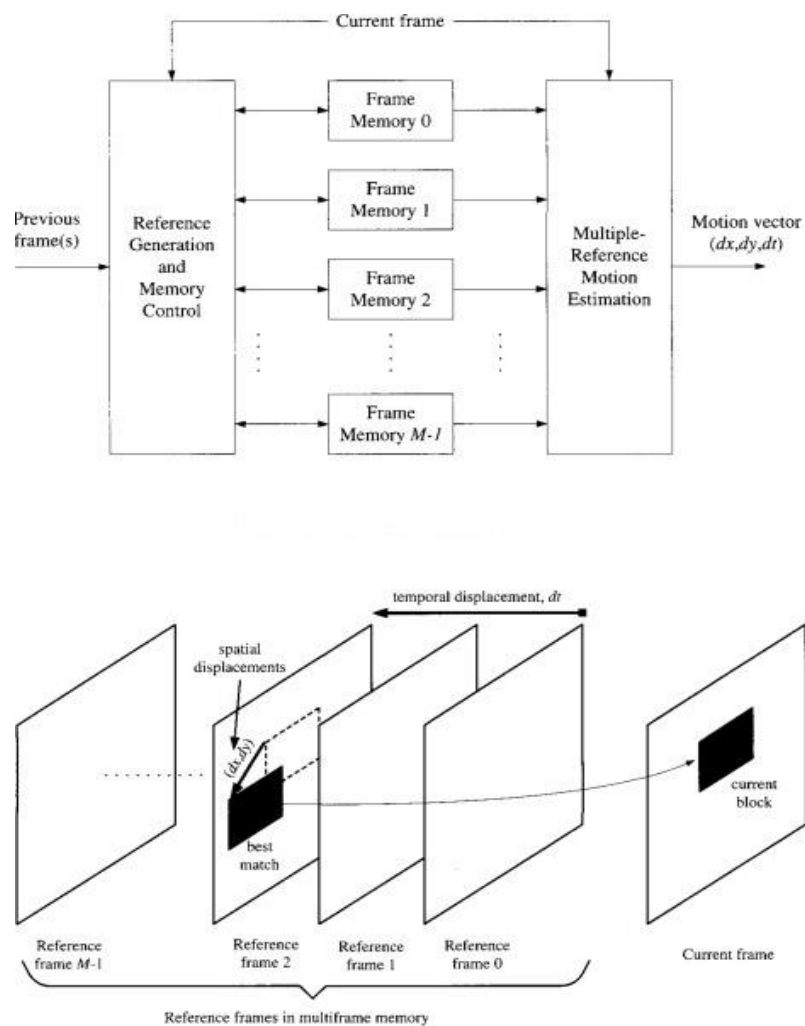 Current frame
Frame
Memory 0
Frame
Memory 1
Previous
frame(s)
Reference
Generation
and
Memory
Control
Frame
Memory 2
Multiple-
Reference
Motion
Estimation
Motion vector
(dx,dy,dt)
Frame
Memory M-1
temporal displacement, dt
spatial
displacements
(dx,dy)
best
match
current
block
Reference
frame M-1
Reference
frame 2
Reference
frame 1
Reference
frame 0
Current frame
Reference frames in multiframe memory